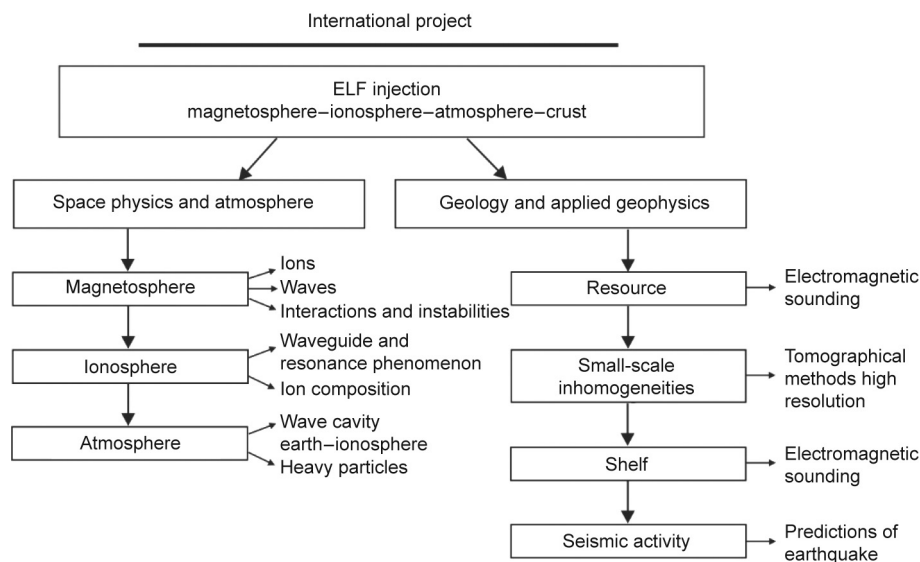 International project
ELF injection
magnetosphere–ionosphere–atmosphere–crust
Space physics and atmosphere
Geology and applied geophysics
Magnetosphere
Ions
Waves
Interactions and instabilities
Ionosphere
Waveguide and
resonance phenomenon
Ion composition
Atmosphere
Wave cavity
earth–ionosphere
Heavy particles
Resource
Electromagnetic
sounding
Small-scale
inhomogeneities
Tomographical
methods high
resolution
Shelf
Electromagnetic
sounding
Seismic activity
Predictions of
earthquake